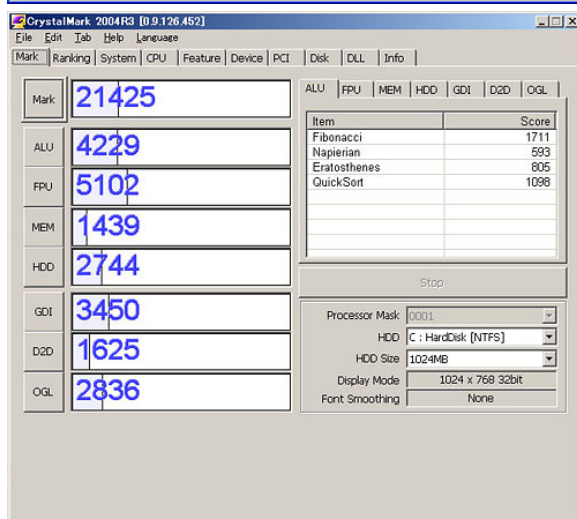 CrystalMark 2004R3 [0.9.126.452]
File Edit Tab Help Language
Mark Ranking System CPU Feature Device PCI Disk DLL Info
Mark 21425
ALU 4229
FPU 5102
MEM 1439
HDD 2744
GDI 3450
D2D 1625
OGL 2836
ALU FPU MEM HDD GDI D2D OGL
Item Score
Fibonacci 1711
Napierian 593
Eratosthenes 805
QuickSort 1098
Stop
Processor Mask 0001
HDD C : HardDisk [NTFS]
HDD Size 1024MB
Display Mode 1024 x 768 32bit
Font Smoothing None